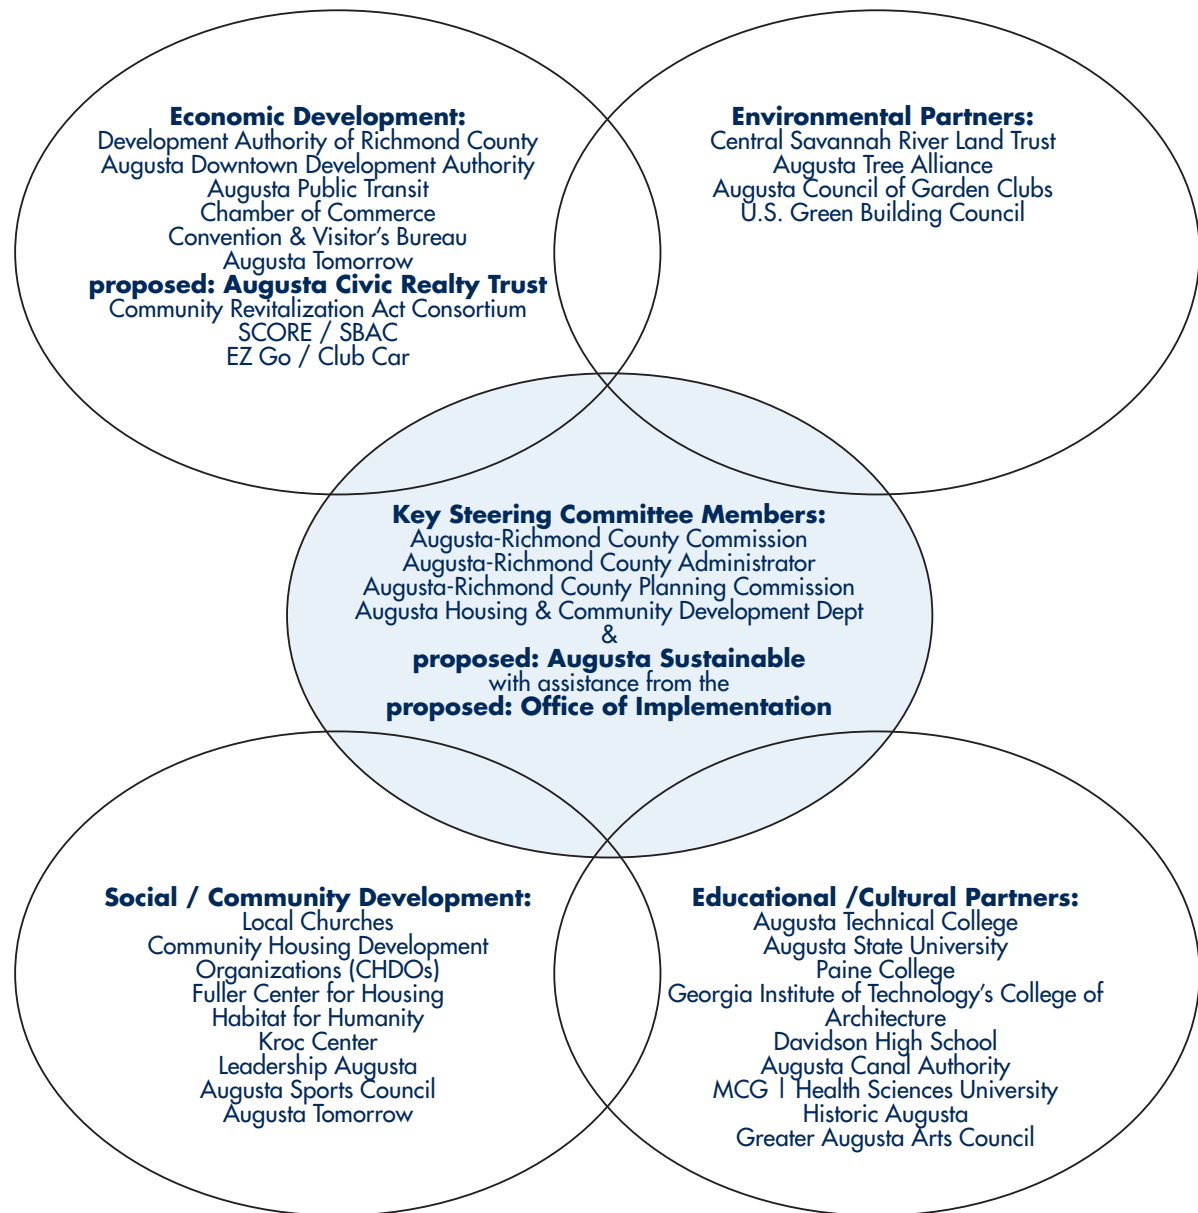 Economic Development:
Development Authority of Richmond County
Augusta Downtown Development Authority
Augusta Public Transit
Chamber of Commerce
Convention & Visitor's Bureau
Augusta Tomorrow
proposed: Augusta Civic Realty Trust
Community Revitalization Act Consortium
SCORE / SBAC
EZ Go / Club Car
Environmental Partners:
Central Savannah River Land Trust
Augusta Tree Alliance
Augusta Council of Garden Clubs
U.S. Green Building Council
Key Steering Committee Members:
Augusta-Richmond County Commission
Augusta-Richmond County Administrator
Augusta-Richmond County Planning Commission
Augusta Housing & Community Development Dept
&
proposed: Augusta Sustainable
with assistance from the
proposed: Office of Implementation
Social / Community Development:
Local Churches
Community Housing Development
Organizations (CHDOs)
Fuller Center for Housing
Habitat for Humanity
Kroc Center
Leadership Augusta
Augusta Sports Council
Augusta Tomorrow
Educational /Cultural Partners:
Augusta Technical College
Augusta State University
Paine College
Georgia Institute of Technology's College of
Architecture
Davidson High School
Augusta Canal Authority
MCG | Health Sciences University
Historic Augusta
Greater Augusta Arts Council